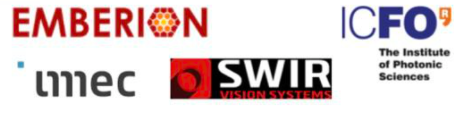 EMBERION
ICFO
The Institute
of Photonic
Sciences
imec
SWIR
VISION SYSTEMS